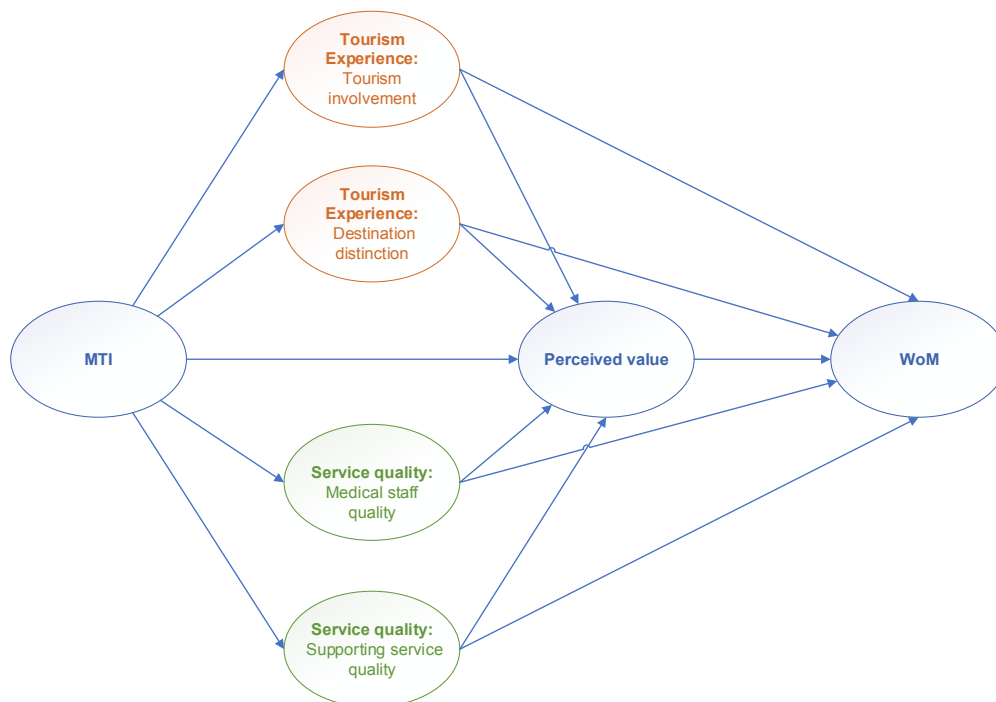 Tourism
Experience:
Tourism
involvement
Tourism
Experience:
Destination
distinction
MTI
Perceived value
WoM
Service quality:
Medical staff
quality
Service quality:
Supporting service
quality